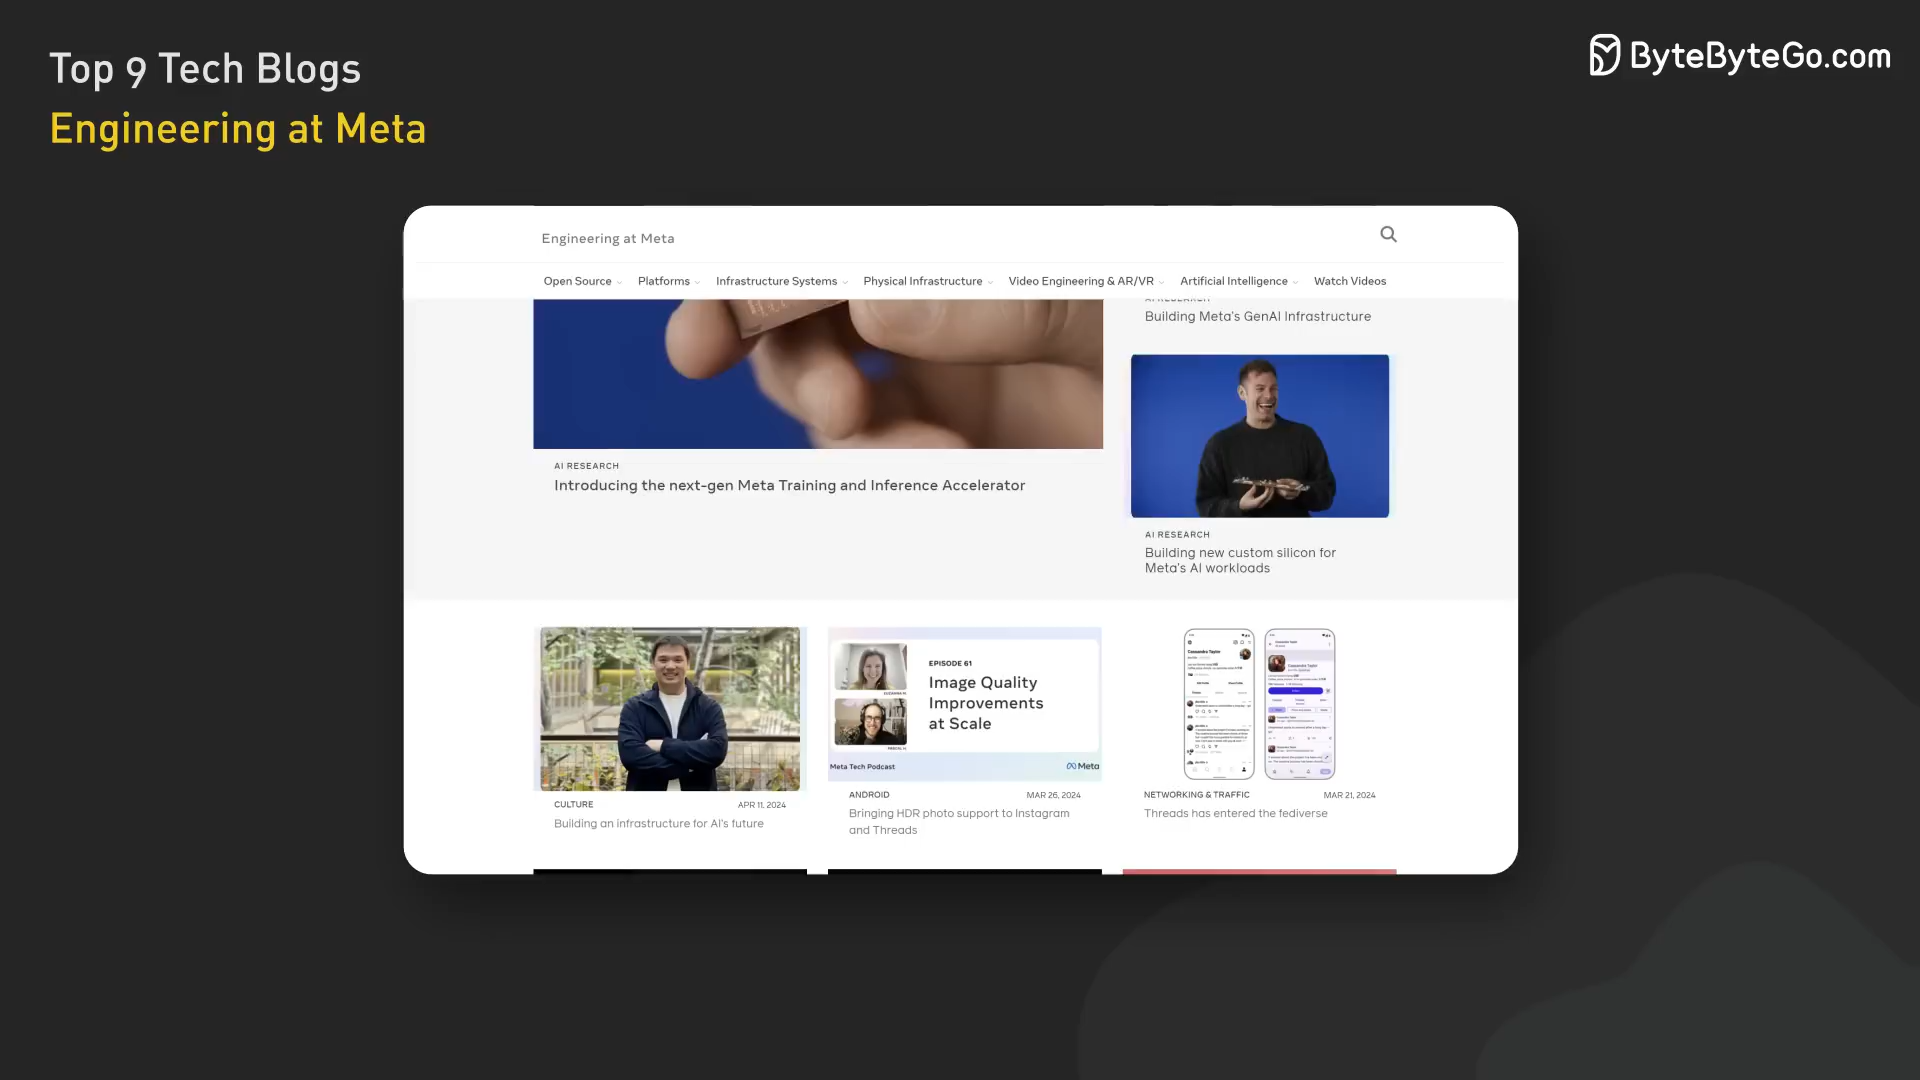 Top 9 Tech Blogs
Engineering at Meta
ByteByteGo.com
Engineering at Meta
Open Source
Platforms
Infrastructure Systems
Physical Infrastructure
Video Engineering & AR/VR
Artificial Intelligence
Watch Videos
AI RESEARCH
Introducing the next-gen Meta Training and Inference Accelerator
Building Meta's GenAI Infrastructure
AI RESEARCH
Building new custom silicon for
Meta's AI workloads
CULTURE
APR 11, 2024
Building an infrastructure for AI's future
EPISODE 61
Image Quality
Improvements
at Scale
Meta Tech Podcast
Meta
ANDROID
MAR 26, 2024
Bringing HDR photo support to Instagram
and Threads
Cassandra Taylor
Cassandra Taylor
NETWORKING & TRAFFIC
MAR 21, 2024
Threads has entered the fediverse